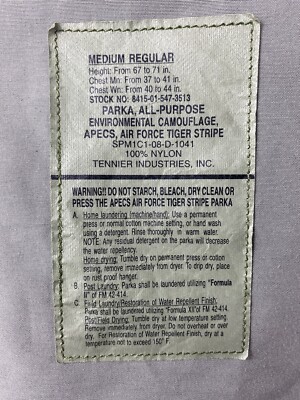 MEDIUM REGULAR
Height: From 67 to 71 in.
Chest Min: From 37 to 41 in.
Chest Wn: From 40 to 44 in.
STOCK NO: 8415-01-547-3513
PARKA, ALL-PURPOSE
ENVIRONMENTAL CAMOUFLAGE,
APECS, AIR FORCE TIGER STRIPE
SPM1C1-08-D-1041
100% NYLON
TENNIER INDUSTRIES, INC.
WARNING!! DO NOT STARCH, BLEACH, DRY CLEAN OR
PRESS THE APECS AIR FORCE TIGER STRIPE PARKA
A. Home laundering (machine/hand): Use a permanent
press or normal cotton machine setting, or hand wash
using a detergent. Rinse thoroughly in warm water.
NOTE: Any residual detergent on the parka will decrease
the water repellency.
Home drying: Tumble dry on permanent press or cotton
setting, remove immediately from dryer. To drip dry, place
on rust proof hanger.
B. Post Laundry: Parka shall be laundered utilizing "Formula
II" of FM 42-414.
C. Field Laundry/Restoration of Water Repellent Finish:
Parka shall be laundered utilizing "Formula XII" of FM 42-414.
Post/Field Drying: Tumble dry at low temperature setting.
Remove immediately from dryer. Do not overheat or over
dry. For Restoration of Water Repellent Finish, dry at a
temperature not to exceed 150° F.